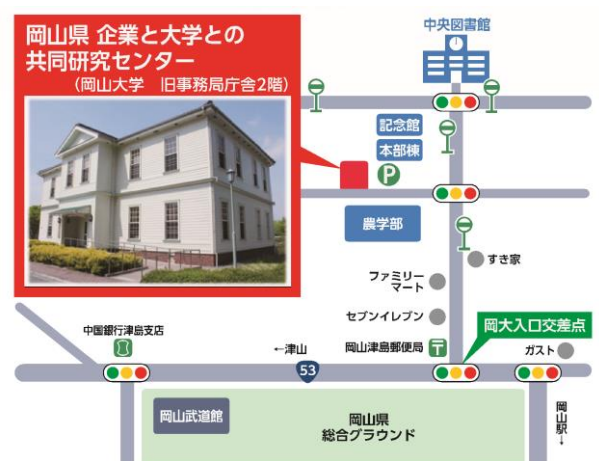 岡山県 企業と大学との
共同研究センター
（岡山大学　旧事務局庁舎2階）
中央図書館
記念館
本部棟
P
農学部
すき家
ファミリー
マート
セブンイレブン
岡大入口交差点
中国銀行津島支店
←津山
53
岡山津島郵便局
〒
ガスト
岡山武道館
岡山県
総合グラウンド
岡山駅→